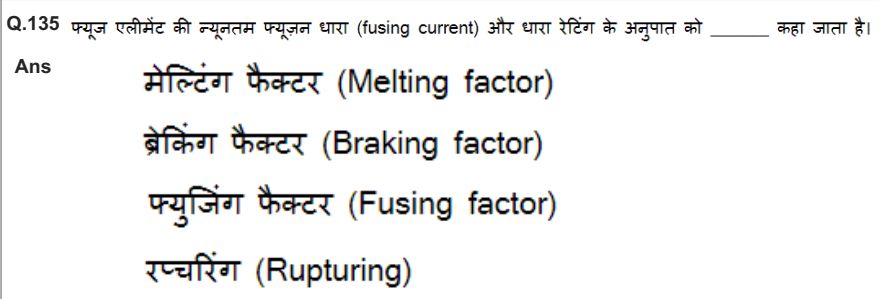 Q.135 फ्यूज एलीमेंट की न्यूनतम फ्यूज़न धारा (fusing current) और धारा रेटिंग के अनुपात को _______ कहा जाता है।
Ans
मेल्टिंग फैक्टर (Melting factor)
ब्रेकिंग फैक्टर (Braking factor)
फ्युजिंग फैक्टर (Fusing factor)
रप्चरिंग (Rupturing)